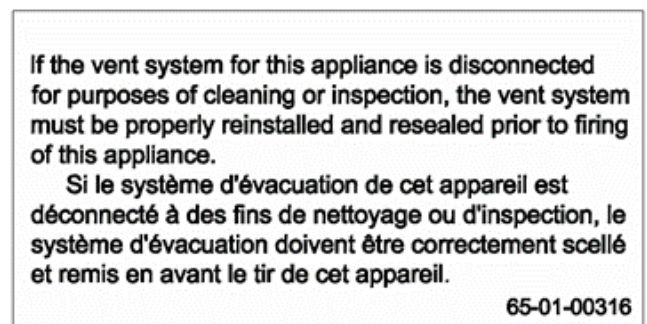 If the vent system for this appliance is disconnected
for purposes of cleaning or inspection, the vent system
must be properly reinstalled and resealed prior to firing
of this appliance.
Si le système d'évacuation de cet appareil est
déconnecté à des fins de nettoyage ou d'inspection, le
système d'évacuation doivent être correctement scellé
et remis en avant le tir de cet appareil.
65-01-00316